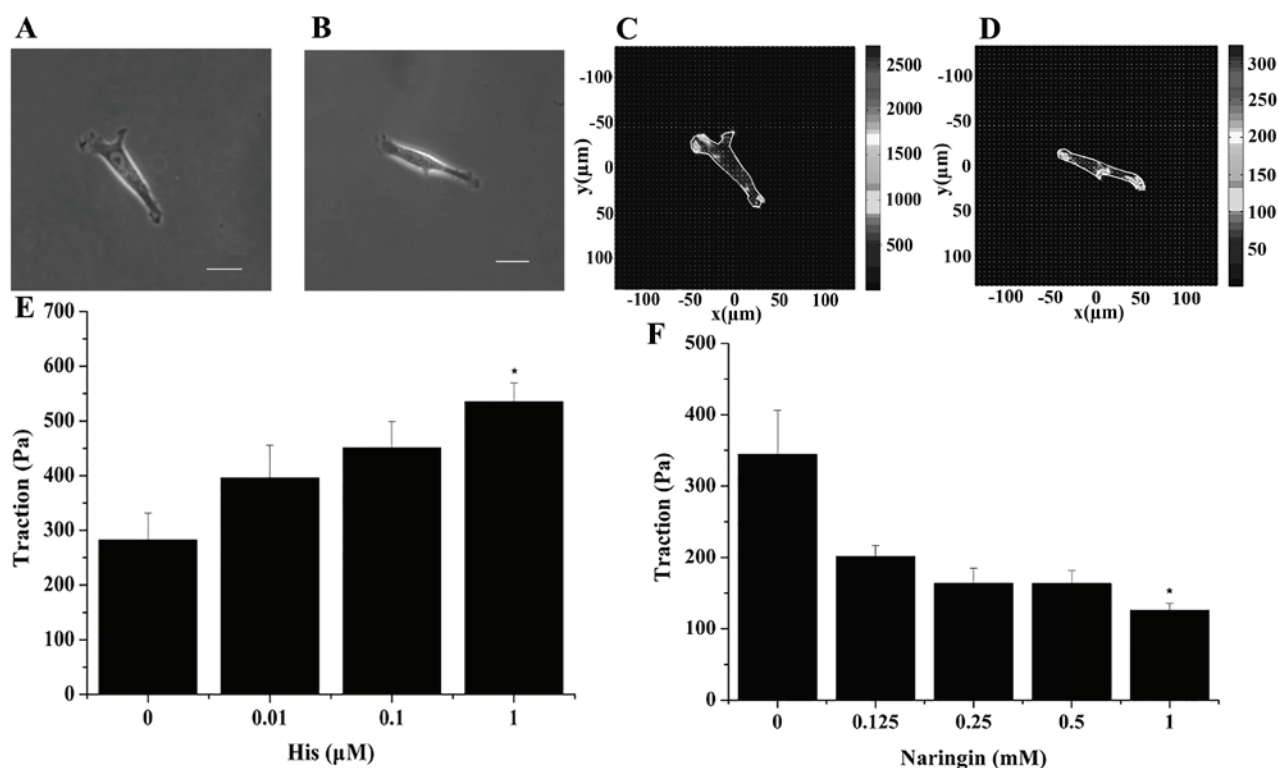 A
B
C
D
-100
-50
0
50
100
y(μm)
-100 -50 0 50 100
x(μm)
2500
2000
1500
1000
500
-100
-50
0
50
100
y(μm)
-100 -50 0 50 100
x(μm)
300
250
200
150
100
50
E
700
600
500
400
300
200
100
0
Traction (Pa)
*
0 0.01 0.1 1
His (μM)
F
500
400
300
200
100
0
Traction (Pa)
*
0 0.125 0.25 0.5 1
Naringin (mM)